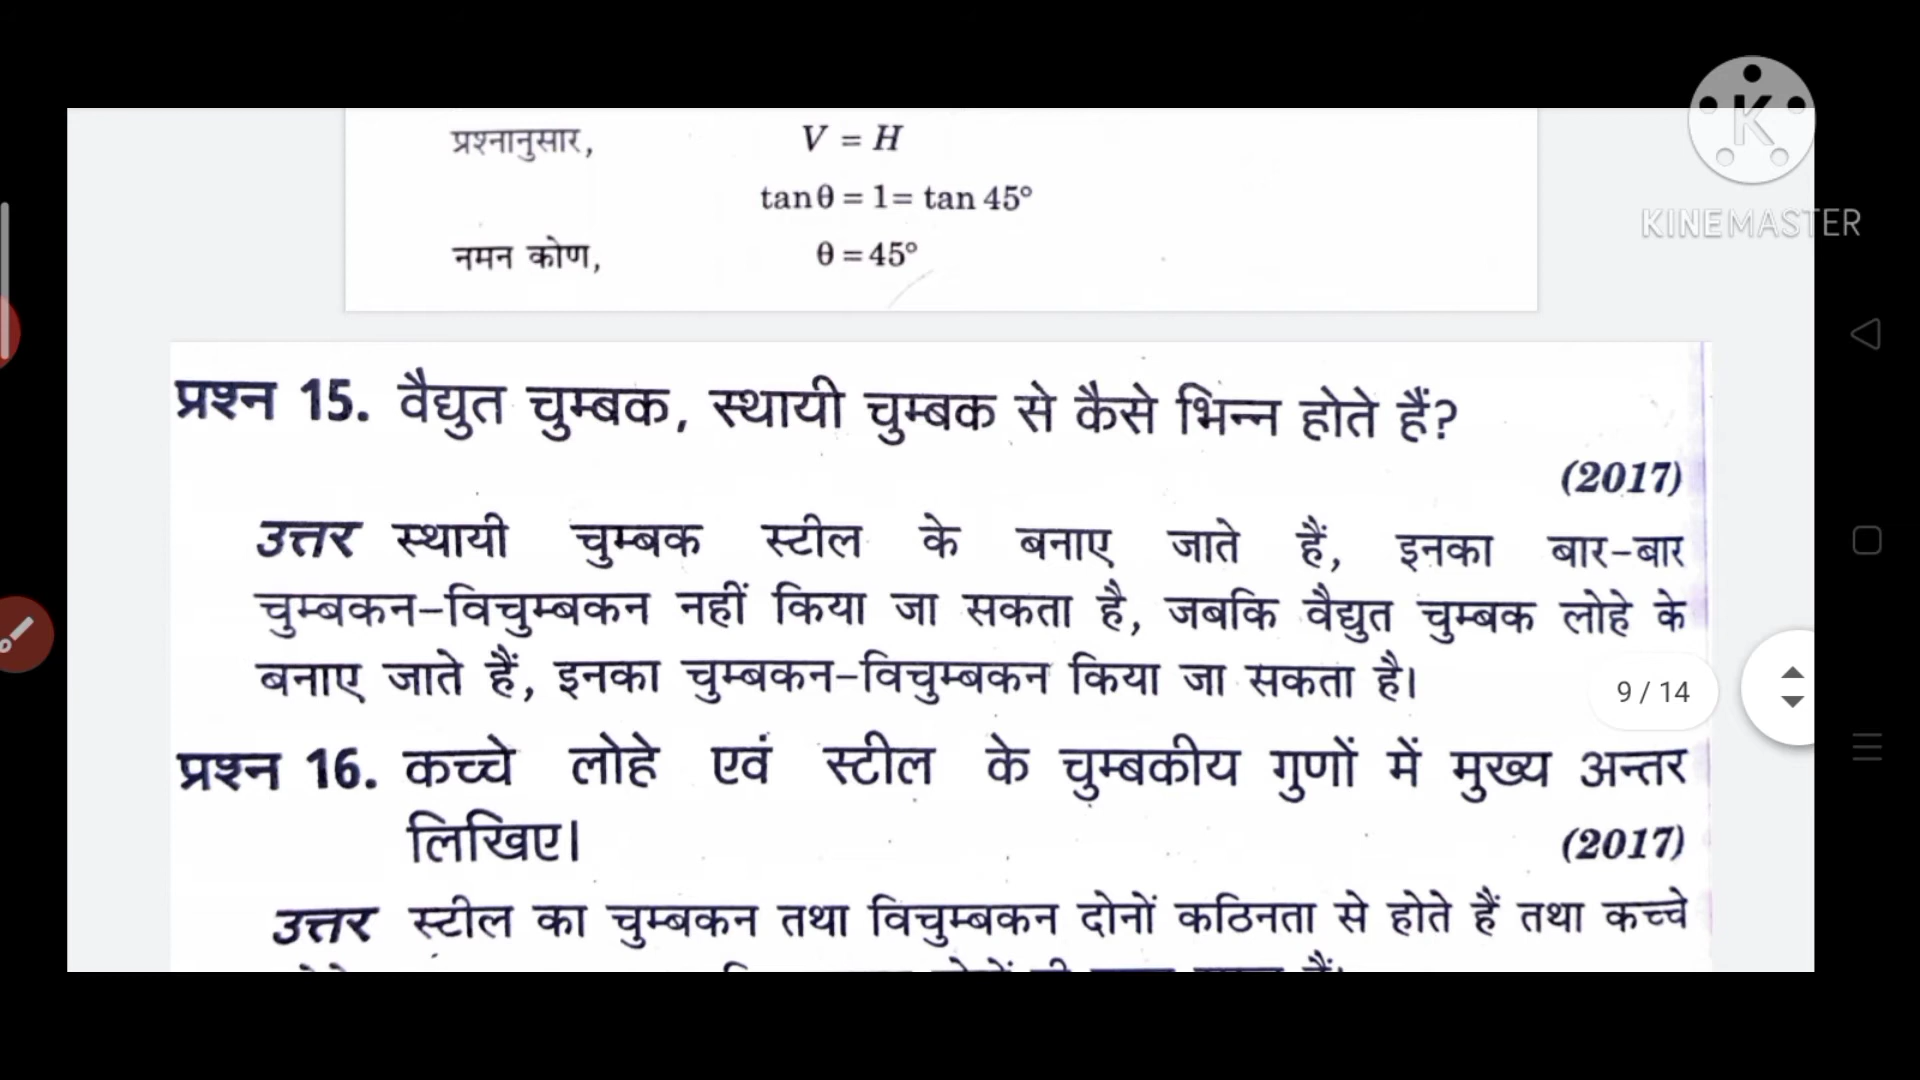 प्रश्नानुसार, V = H
tanθ = 1= tan 45°
नमन कोण, θ = 45°
KINEMASTER
प्रश्न 15. वैद्युत चुम्बक, स्थायी चुम्बक से कैसे भिन्न होते हैं?
(2017)
उत्तर स्थायी चुम्बक स्टील के बनाए जाते हैं, इनका बार-बार
चुम्बकन-विचुम्बकन नहीं किया जा सकता है, जबकि वैद्युत चुम्बक लोहे के
बनाए जाते हैं, इनका चुम्बकन-विचुम्बकन किया जा सकता है।
9 / 14
प्रश्न 16. कच्चे लोहे एवं स्टील के चुम्बकीय गुणों में मुख्य अन्तर
लिखिए। (2017)
उत्तर स्टील का चुम्बकन तथा विचुम्बकन दोनों कठिनता से होते हैं तथा कच्चे